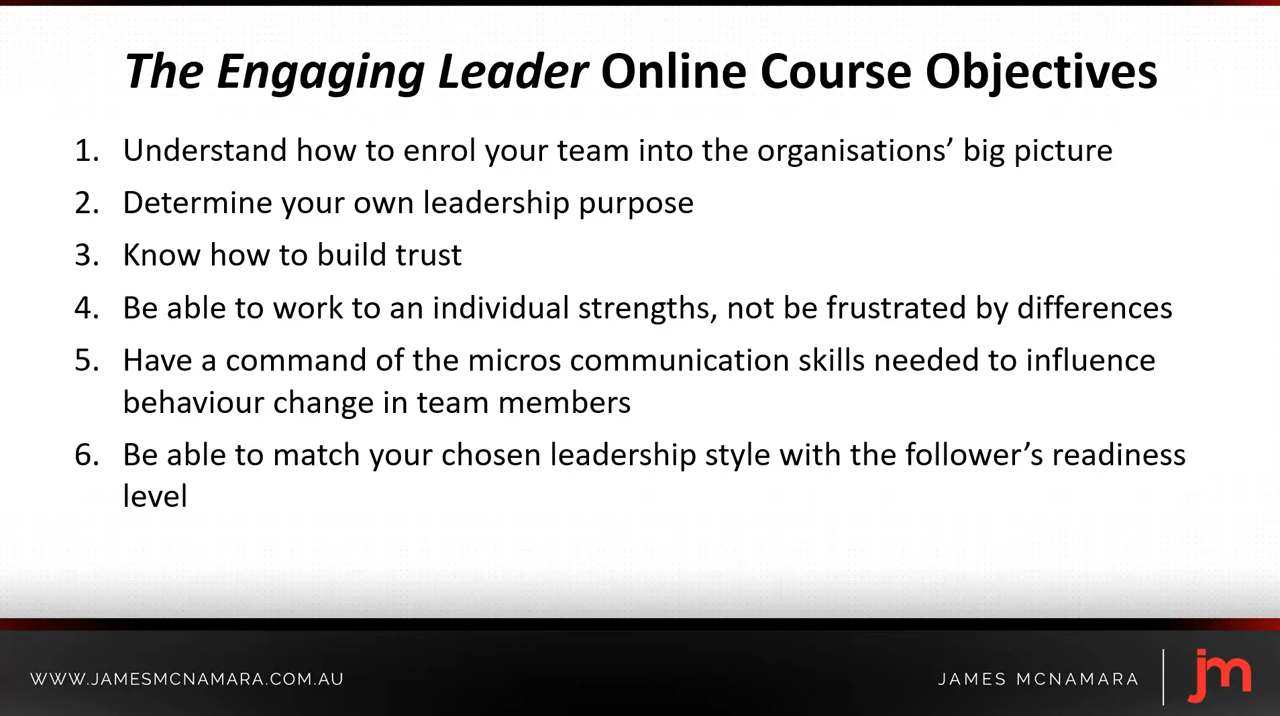 The Engaging Leader Online Course Objectives
1. Understand how to enrol your team into the organisations’ big picture
2. Determine your own leadership purpose
3. Know how to build trust
4. Be able to work to an individual strengths, not be frustrated by differences
5. Have a command of the micros communication skills needed to influence
behaviour change in team members
6. Be able to match your chosen leadership style with the follower’s readiness
level
WWW.JAMESMCNAMARA.COM.AU
JAMES MCNAMARA
jm